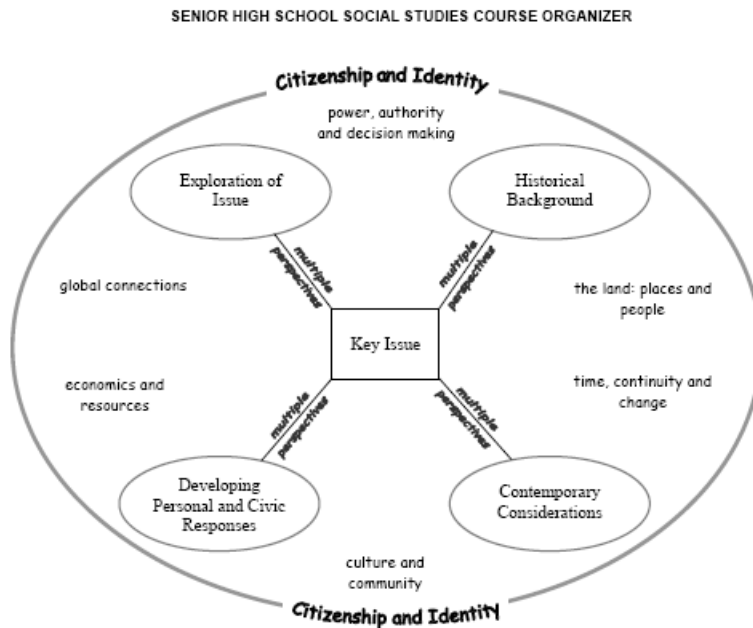 SENIOR HIGH SCHOOL SOCIAL STUDIES COURSE ORGANIZER
Citizenship and Identity
power, authority
and decision making
Exploration of
Issue
Historical
Background
multiple
perspectives
multiple
perspectives
global connections
the land: places and
people
Key Issue
economics and
resources
time, continuity and
change
multiple
perspectives
multiple
perspectives
Developing
Personal and Civic
Responses
Contemporary
Considerations
culture and
community
Citizenship and Identity